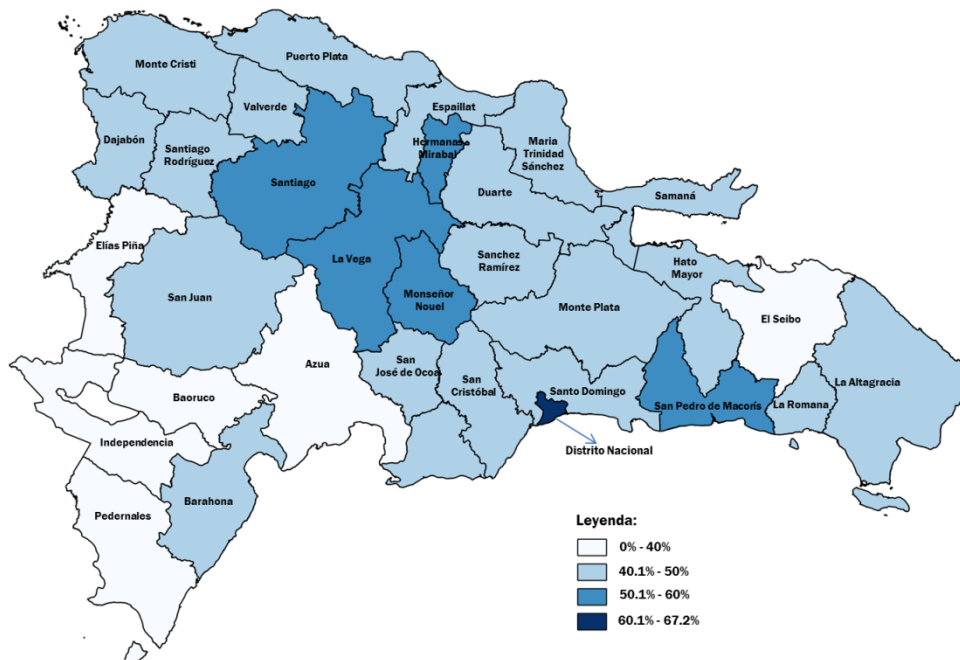 Puerto Plata
Monte Cristi
Valverde
Espaillat
Dajabón
Santiago
Rodríguez
Hermanas
Mirabal
Maria
Trinidad
Sánchez
Santiago
Duarte
Samaná
Elías Piña
La Vega
Sanchez
Ramírez
Hato
Mayor
San Juan
Monseñor
Nouel
Monte Plata
El Seibo
Azua
San
José de Ocoa
San
Cristóbal
Baoruco
Santo Domingo
San Pedro de Macorís
La Romana
La Altagracia
Independencia
Distrito Nacional
Barahona
Pedernales
Leyenda:
0% - 40%
40.1% - 50%
50.1% - 60%
60.1% - 67.2%